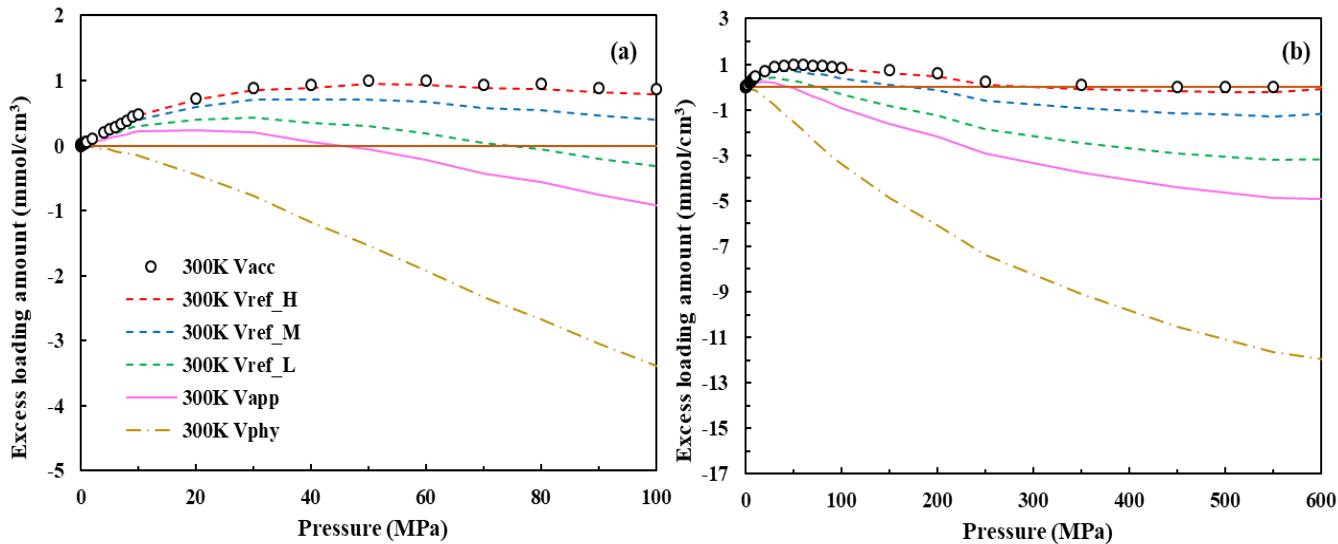 (a)
Excess loading amount (mmol/cm³)
2
1
0
-1
-2
-3
-4
-5
300K Vacc
300K Vref_H
300K Vref_M
300K Vref_L
300K Vapp
300K Vphy
0 20 40 60 80 100
Pressure (MPa)
(b)
Excess loading amount (mmol/cm³)
3
1
-1
-3
-5
-7
-9
-11
-13
-15
-17
0 100 200 300 400 500 600
Pressure (MPa)